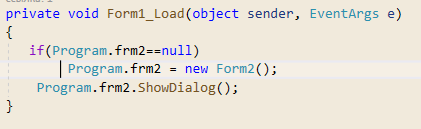 private void Form1_Load(object sender, EventArgs e)
{
if(Program.frm2==null)
Program.frm2 = new Form2();
Program.frm2.ShowDialog();
}